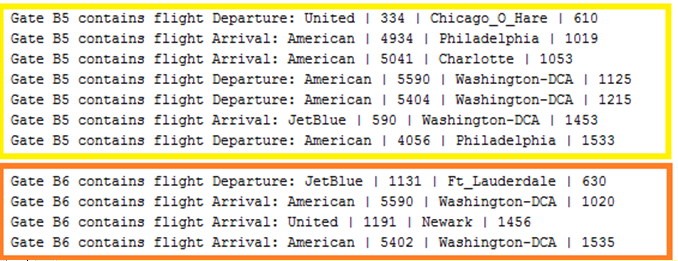 Gate B5 contains flight Departure: United | 334 | Chicago_O_Hare | 610
Gate B5 contains flight Arrival: American | 4934 | Philadelphia | 1019
Gate B5 contains flight Arrival: American | 5041 | Charlotte | 1053
Gate B5 contains flight Departure: American | 5590 | Washington-DCA | 1125
Gate B5 contains flight Departure: American | 5404 | Washington-DCA | 1215
Gate B5 contains flight Arrival: JetBlue | 590 | Washington-DCA | 1453
Gate B5 contains flight Departure: American | 4056 | Philadelphia | 1533
Gate B6 contains flight Departure: JetBlue | 1131 | Ft_Lauderdale | 630
Gate B6 contains flight Arrival: American | 5590 | Washington-DCA | 1020
Gate B6 contains flight Arrival: United | 1191 | Newark | 1456
Gate B6 contains flight Arrival: American | 5402 | Washington-DCA | 1535